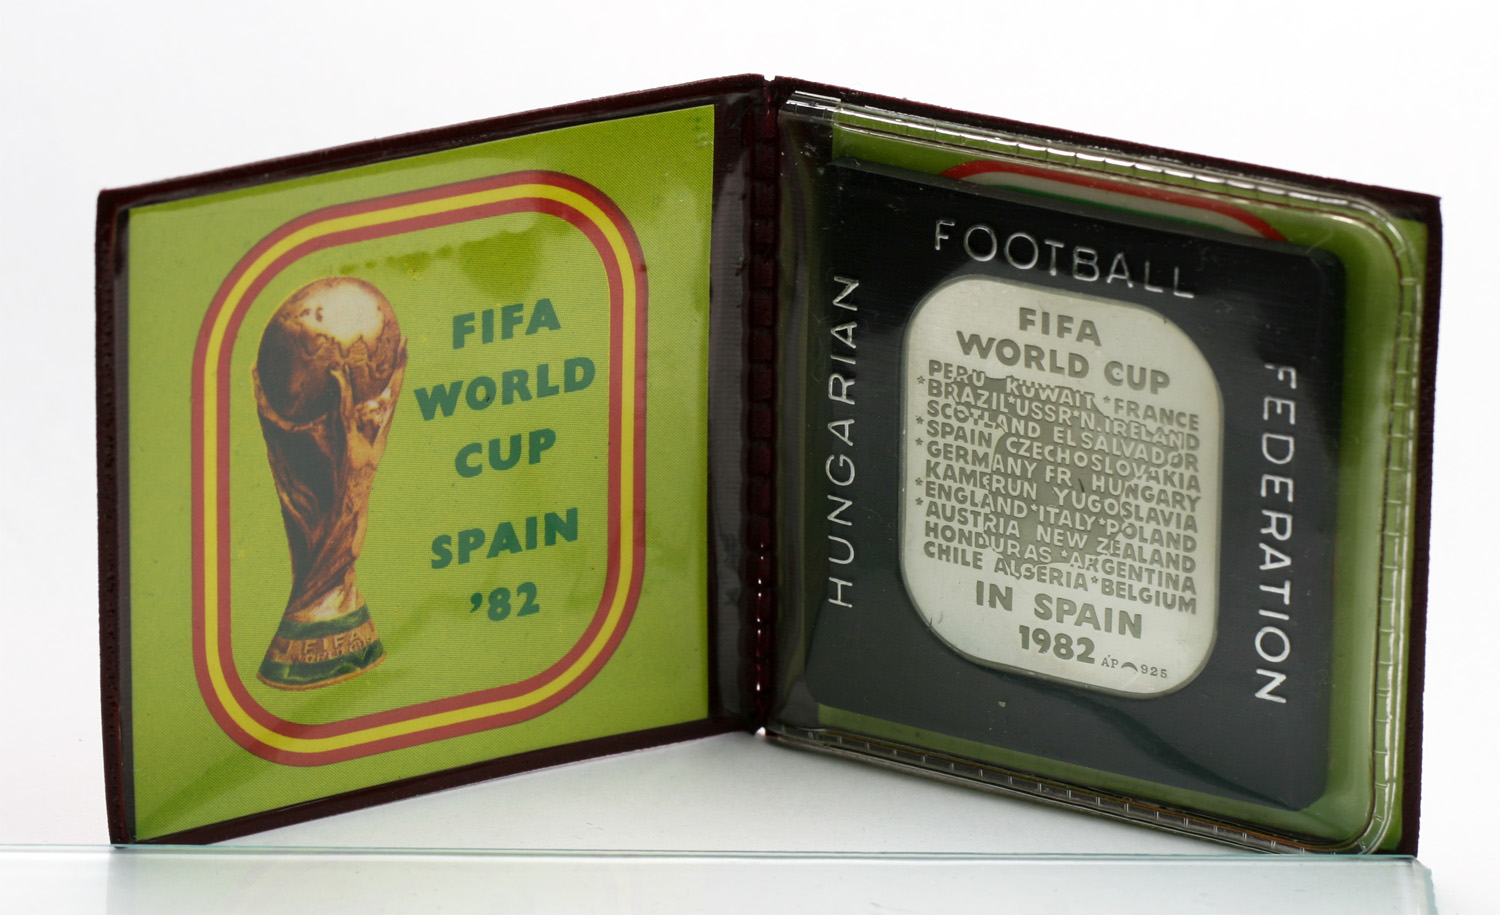 FIFA
WORLD
CUP
SPAIN
'82
FIFA
HUNGARIAN
FOOTBALL
FEDERATION
FIFA
WORLD CUP
PERU KUWAIT*FRANCE
*BRAZIL*USSR*N.IRELAND
SCOTLAND ELSALVADOR
*SPAIN CZECHOSLOVAKIA
*GERMANY FR. HUNGARY
KAMERUN YUGOSLAVIA
*ENGLAND*ITALY*POLAND
*AUSTRIA NEW ZEALAND
HONDURAS *ARGENTINA
CHILE ALGERIA*BELGIUM
IN SPAIN
1982 ÁP 925